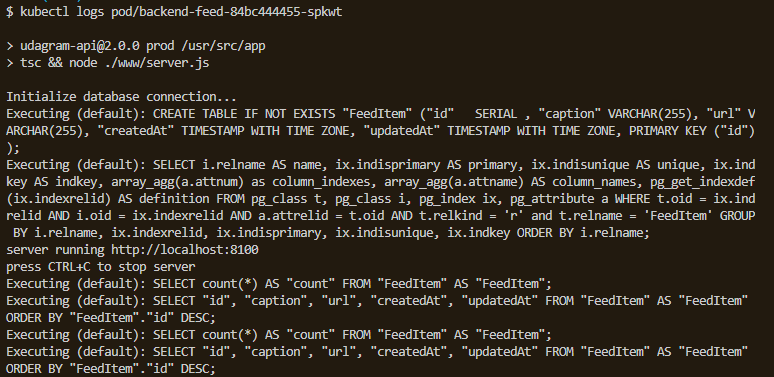 $ kubectl logs pod/backend-feed-84bc444455-spkwt

> udagram-api@2.0.0 prod /usr/src/app
> tsc && node ./www/server.js

Initialize database connection...
Executing (default): CREATE TABLE IF NOT EXISTS "FeedItem" ("id"   SERIAL , "caption" VARCHAR(255), "url" V
ARCHAR(255), "createdAt" TIMESTAMP WITH TIME ZONE, "updatedAt" TIMESTAMP WITH TIME ZONE, PRIMARY KEY ("id")
);
Executing (default): SELECT i.relname AS name, ix.indisprimary AS primary, ix.indisunique AS unique, ix.ind
key AS indkey, array_agg(a.attnum) as column_indexes, array_agg(a.attname) AS column_names, pg_get_indexdef
(ix.indexrelid) AS definition FROM pg_class t, pg_class i, pg_index ix, pg_attribute a WHERE t.oid = ix.ind
relid AND i.oid = ix.indexrelid AND a.attrelid = t.oid AND t.relkind = 'r' and t.relname = 'FeedItem' GROUP
 BY i.relname, ix.indexrelid, ix.indisprimary, ix.indisunique, ix.indkey ORDER BY i.relname;
server running http://localhost:8100
press CTRL+C to stop server
Executing (default): SELECT count(*) AS "count" FROM "FeedItem" AS "FeedItem";
Executing (default): SELECT "id", "caption", "url", "createdAt", "updatedAt" FROM "FeedItem" AS "FeedItem"
ORDER BY "FeedItem"."id" DESC;
Executing (default): SELECT count(*) AS "count" FROM "FeedItem" AS "FeedItem";
Executing (default): SELECT "id", "caption", "url", "createdAt", "updatedAt" FROM "FeedItem" AS "FeedItem"
ORDER BY "FeedItem"."id" DESC;